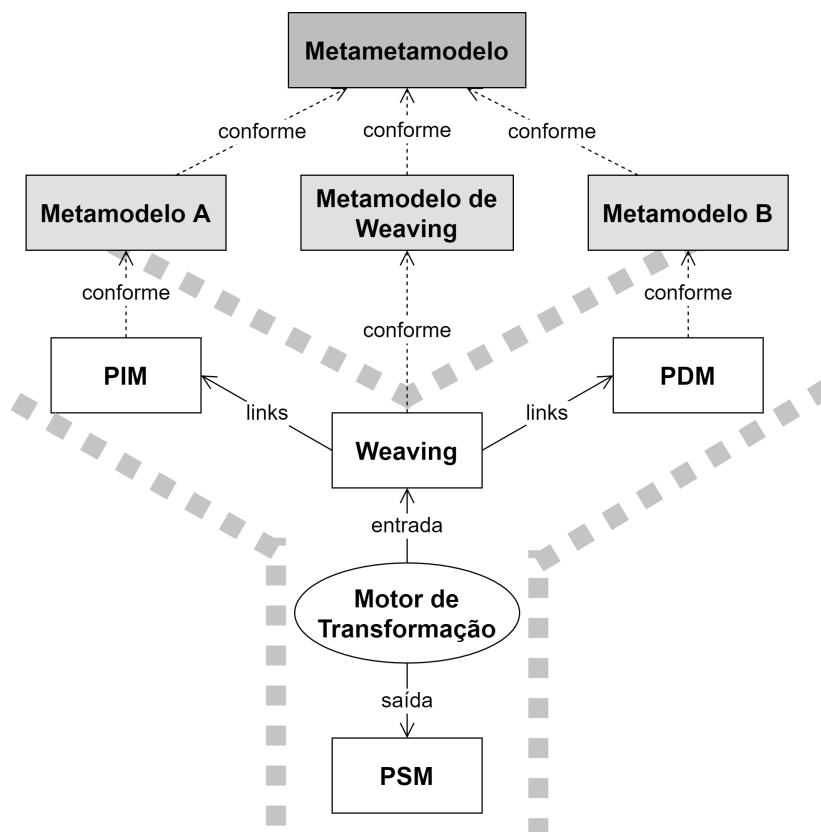 Metametamodelo
conforme
conforme
conforme
Metamodelo A
Metamodelo de
Weaving
Metamodelo B
conforme
conforme
conforme
PIM
PDM
links
links
Weaving
entrada
Motor de
Transformação
saída
PSM